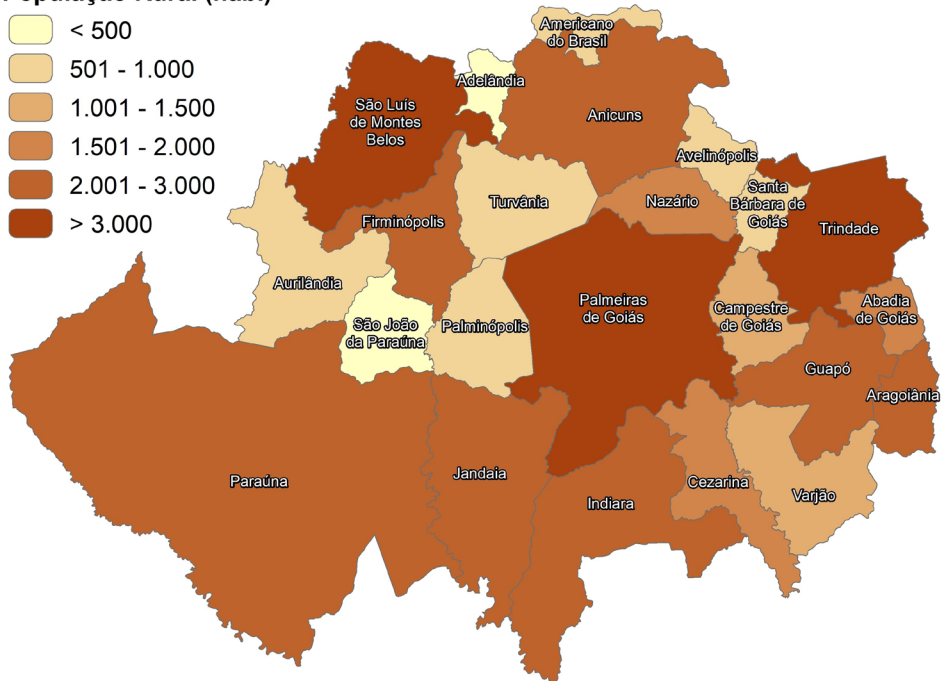 População Rural (hab.)
< 500
501 - 1.000
1.001 - 1.500
1.501 - 2.000
2.001 - 3.000
> 3.000
Americano
do Brasil
Adelândia
São Luís
de Montes
Belos
Anicuns
Avelinópolis
Santa
Bárbara de
Goiás
Nazário
Turvânia
Firminópolis
Trindade
Aurilândia
Palmeiras
de Goiás
Campestre
de Goiás
Abadia
de Goiás
São João
da Paraúna
Palminópolis
Guapó
Aragoiânia
Paraúna
Jandaia
Indiara
Cezarina
Varjão